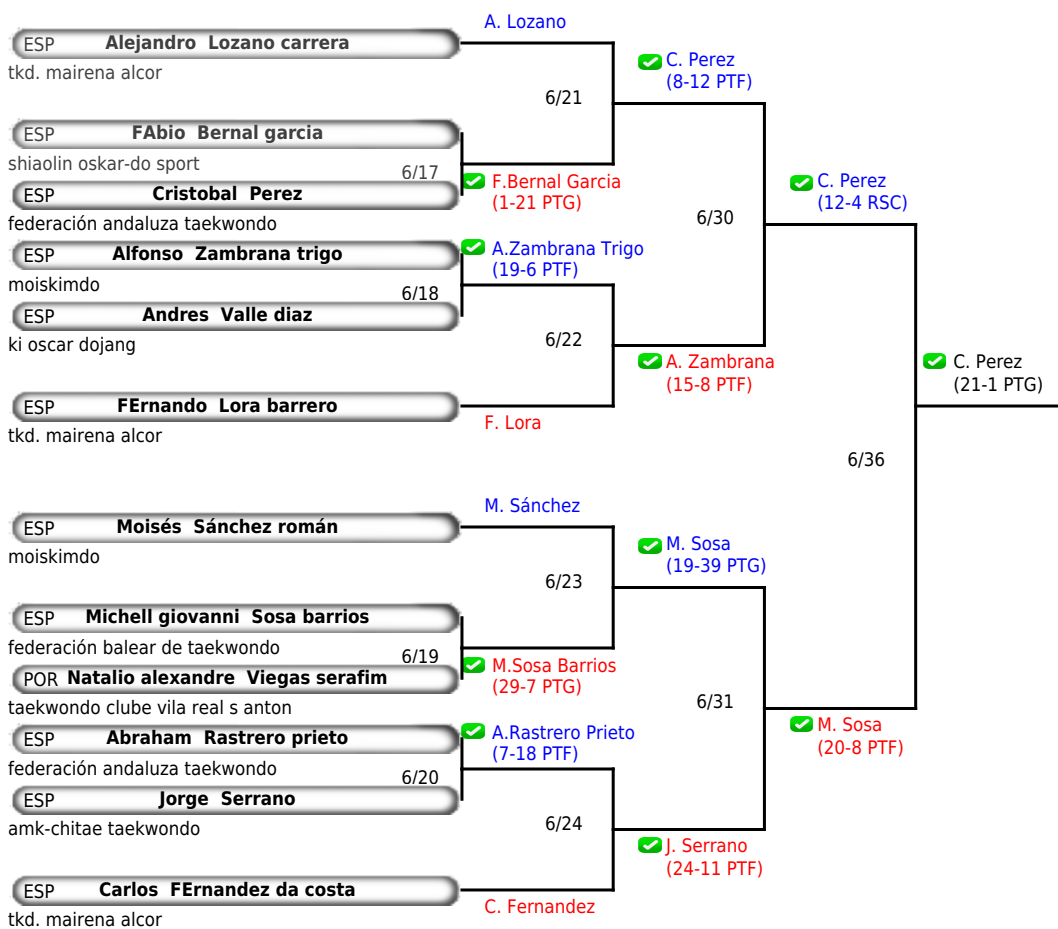 A. Lozano
ESP Alejandro Lozano carrera
tkd. mairena alcor
C. Perez
(8-12 PTF)
6/21
ESP FAbio Bernal garcia
shiaolin oskar-do sport
6/17
F.Bernal Garcia
(1-21 PTG)
ESP Cristobal Perez
federación andaluza taekwondo
C. Perez
(12-4 RSC)
6/30
ESP Alfonso Zambrana trigo
moiskimdo
A.Zambrana Trigo
(19-6 PTF)
6/18
ESP Andres Valle diaz
ki oscar dojang
6/22
A. Zambrana
(15-8 PTF)
C. Perez
(21-1 PTG)
ESP FErnando Lora barrero
tkd. mairena alcor
F. Lora
6/36
M. Sánchez
ESP Moisés Sánchez román
moiskimdo
M. Sosa
(19-39 PTG)
6/23
ESP Michell giovanni Sosa barrios
federación balear de taekwondo
6/19
M.Sosa Barrios
(29-7 PTG)
POR Natalio alexandre Viegas serafim
taekwondo clube vila real s anton
6/31
M. Sosa
(20-8 PTF)
ESP Abraham Rastrero prieto
federación andaluza taekwondo
A.Rastrero Prieto
(7-18 PTF)
6/20
ESP Jorge Serrano
amk-chitae taekwondo
6/24
J. Serrano
(24-11 PTF)
ESP Carlos FErnandez da costa
tkd. mairena alcor
C. Fernandez